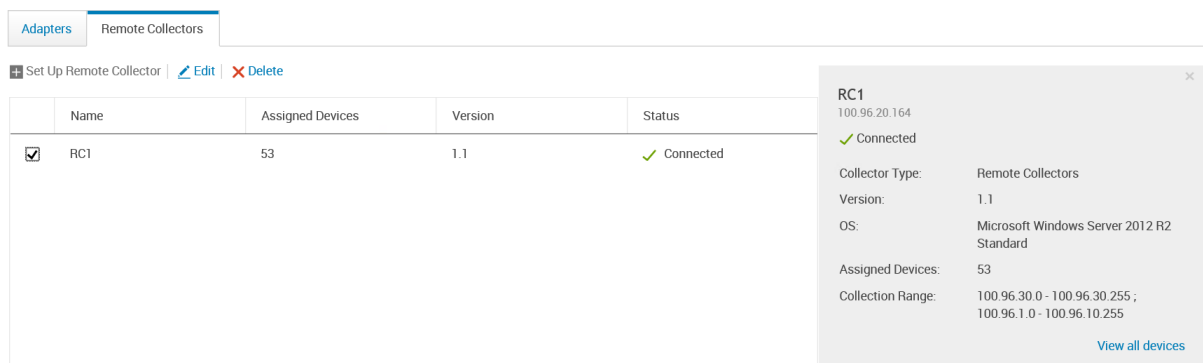 Adapters
Remote Collectors
Set Up Remote Collector
Edit
Delete
Name
Assigned Devices
Version
Status
RC1
53
1.1
Connected
RC1
100.96.20.164
Connected
Collector Type:
Remote Collectors
Version:
1.1
OS:
Microsoft Windows Server 2012 R2
Standard
Assigned Devices:
53
Collection Range:
100.96.30.0 - 100.96.30.255 ;
100.96.1.0 - 100.96.10.255
View all devices